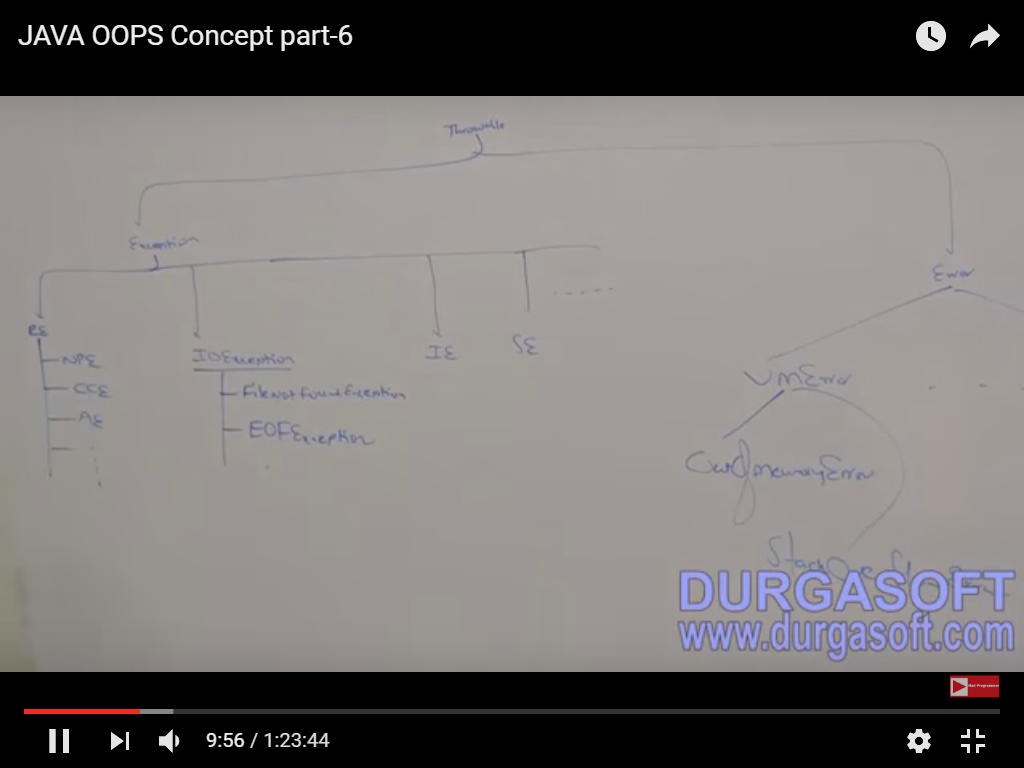 JAVA OOPS Concept part-6
Throwable
Exception
Error
RE
IOException
IE
SE
NPE
CCE
AE
FileNotFoundException
EOFException
VMError
OutofmemoryError
DURGASOFT
www.durgasoft.com
9:56 / 1:23:44